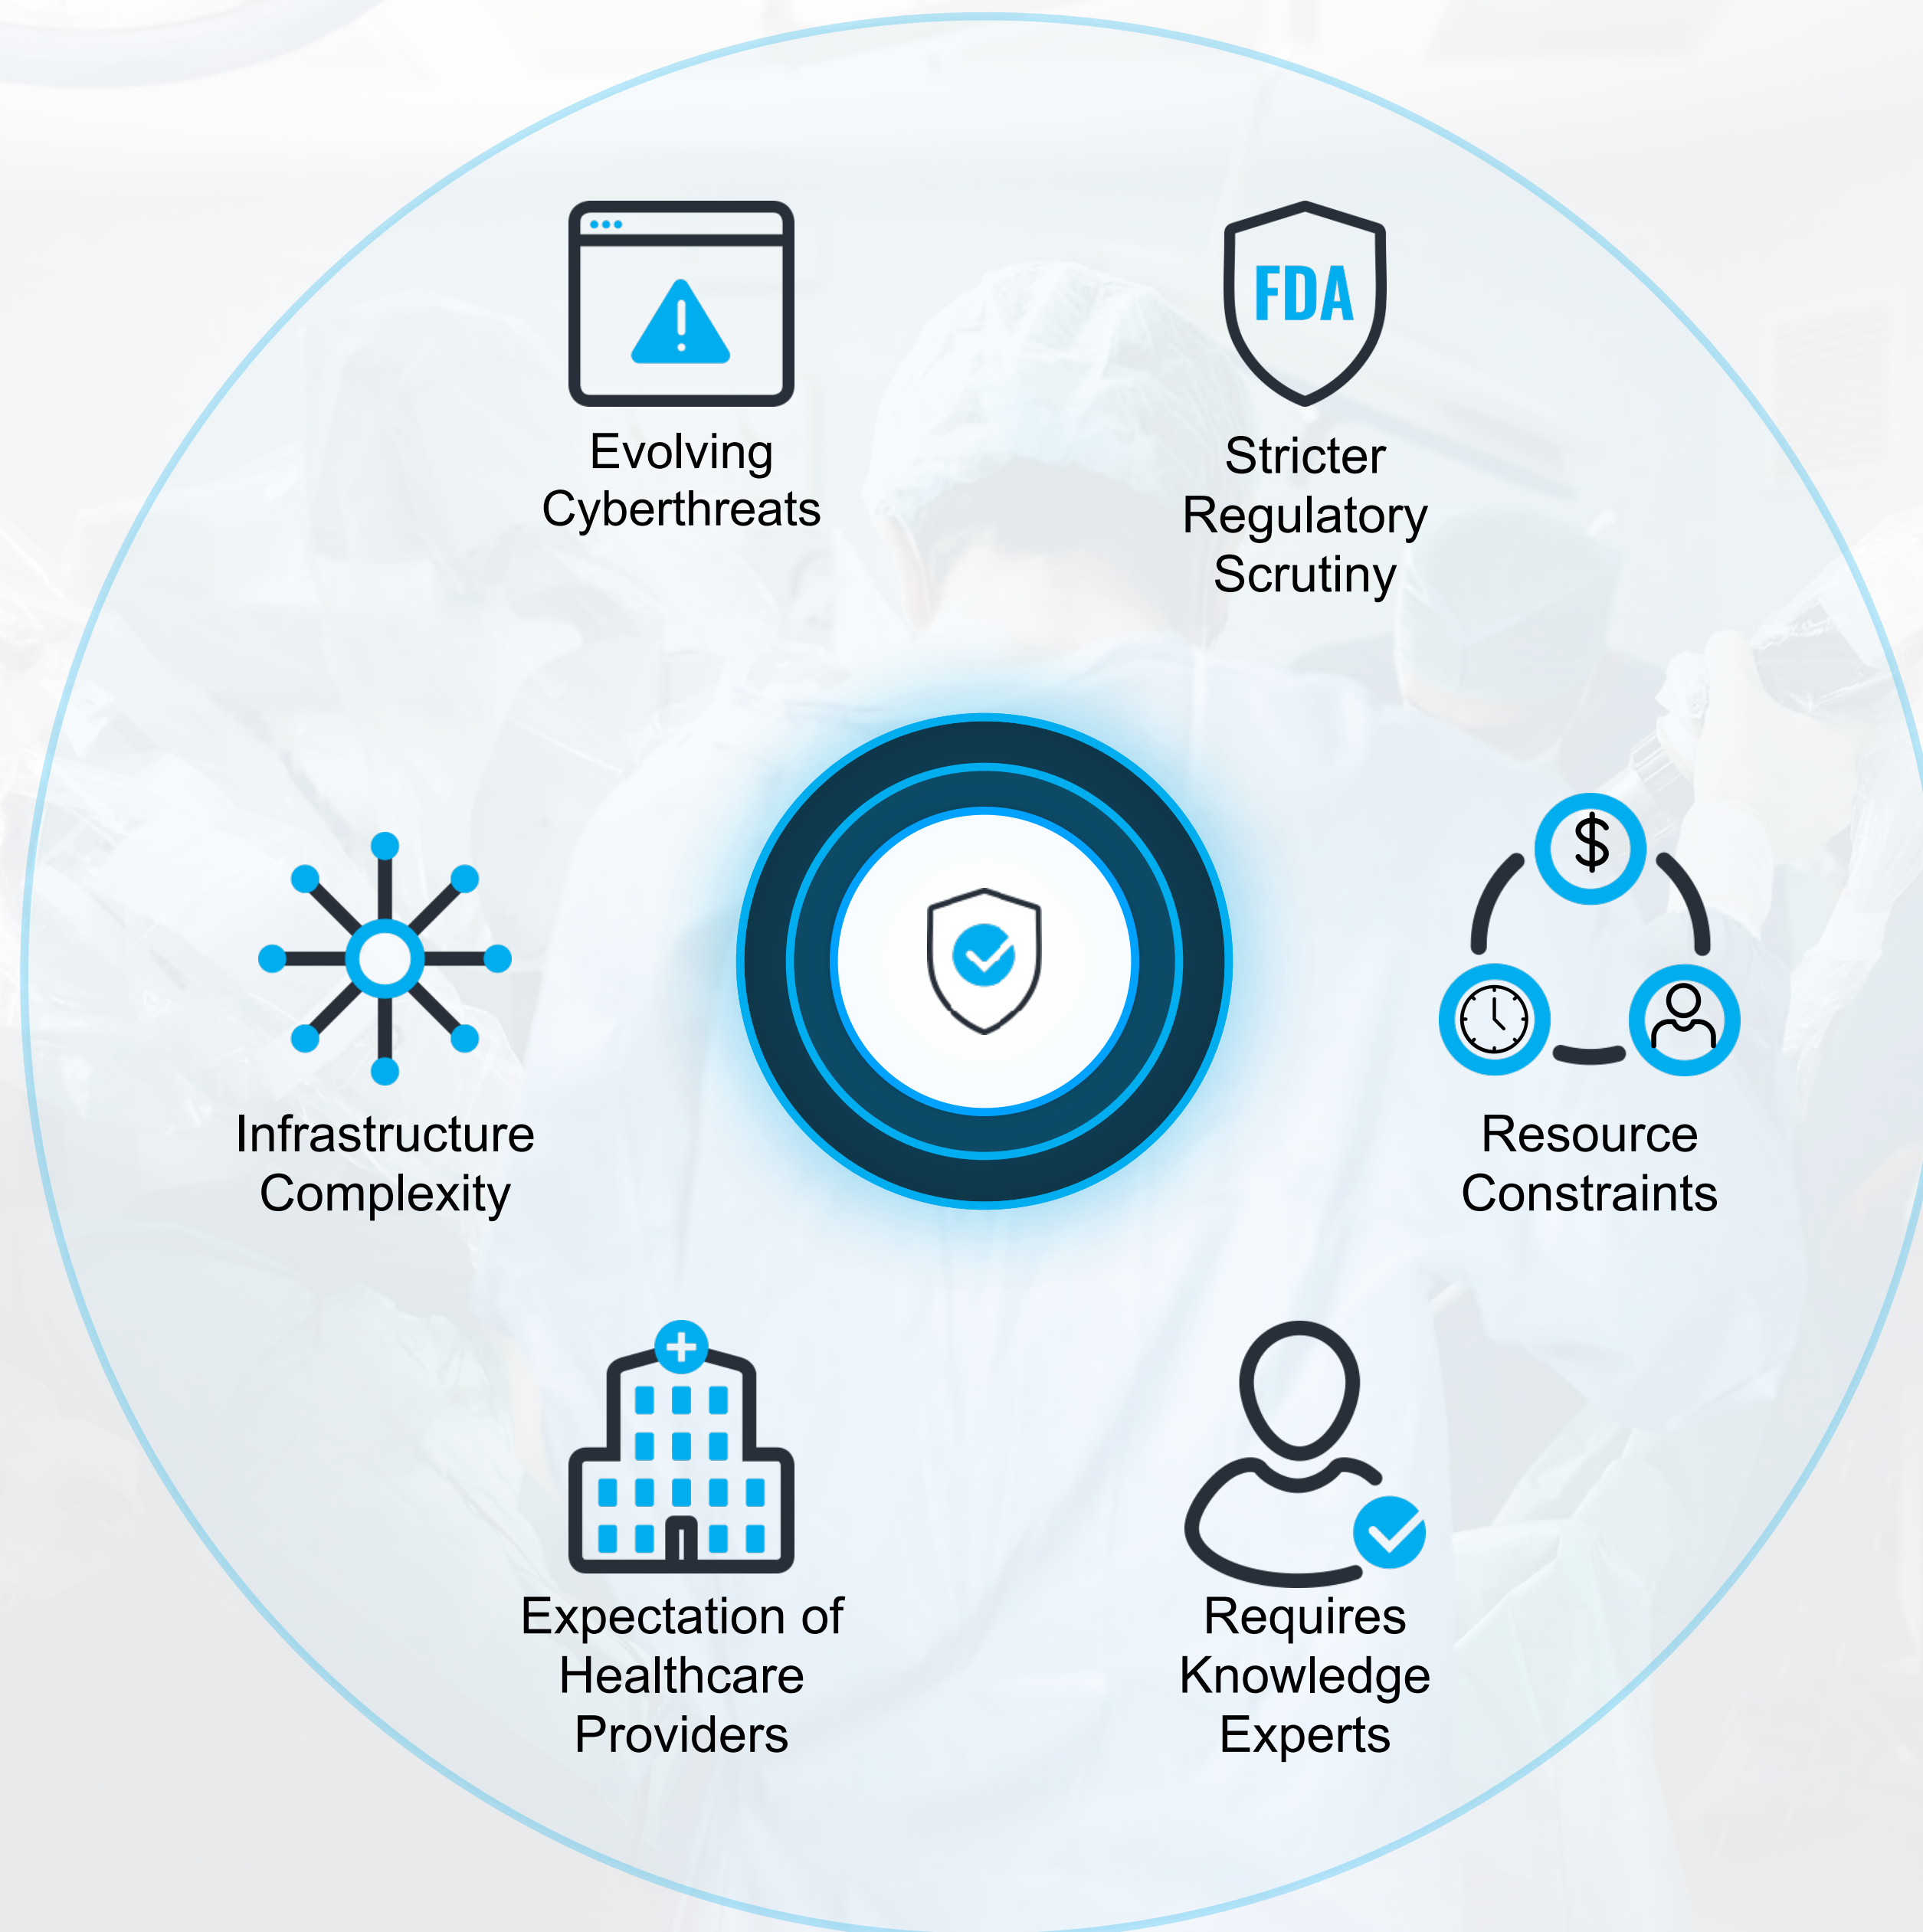 FDA
Evolving
Cyberthreats
Stricter
Regulatory
Scrutiny
$
Infrastructure
Complexity
Resource
Constraints
Expectation of
Healthcare
Providers
Requires
Knowledge
Experts